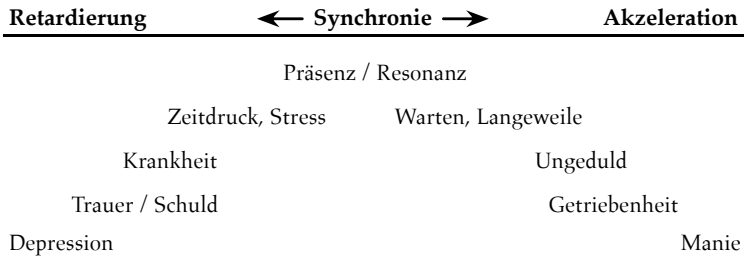 Retardierung ← Synchronie → Akzeleration
Präsenz / Resonanz
Zeitdruck, Stress Warten, Langeweile
Krankheit Ungeduld
Trauer / Schuld Getriebenheit
Depression Manie